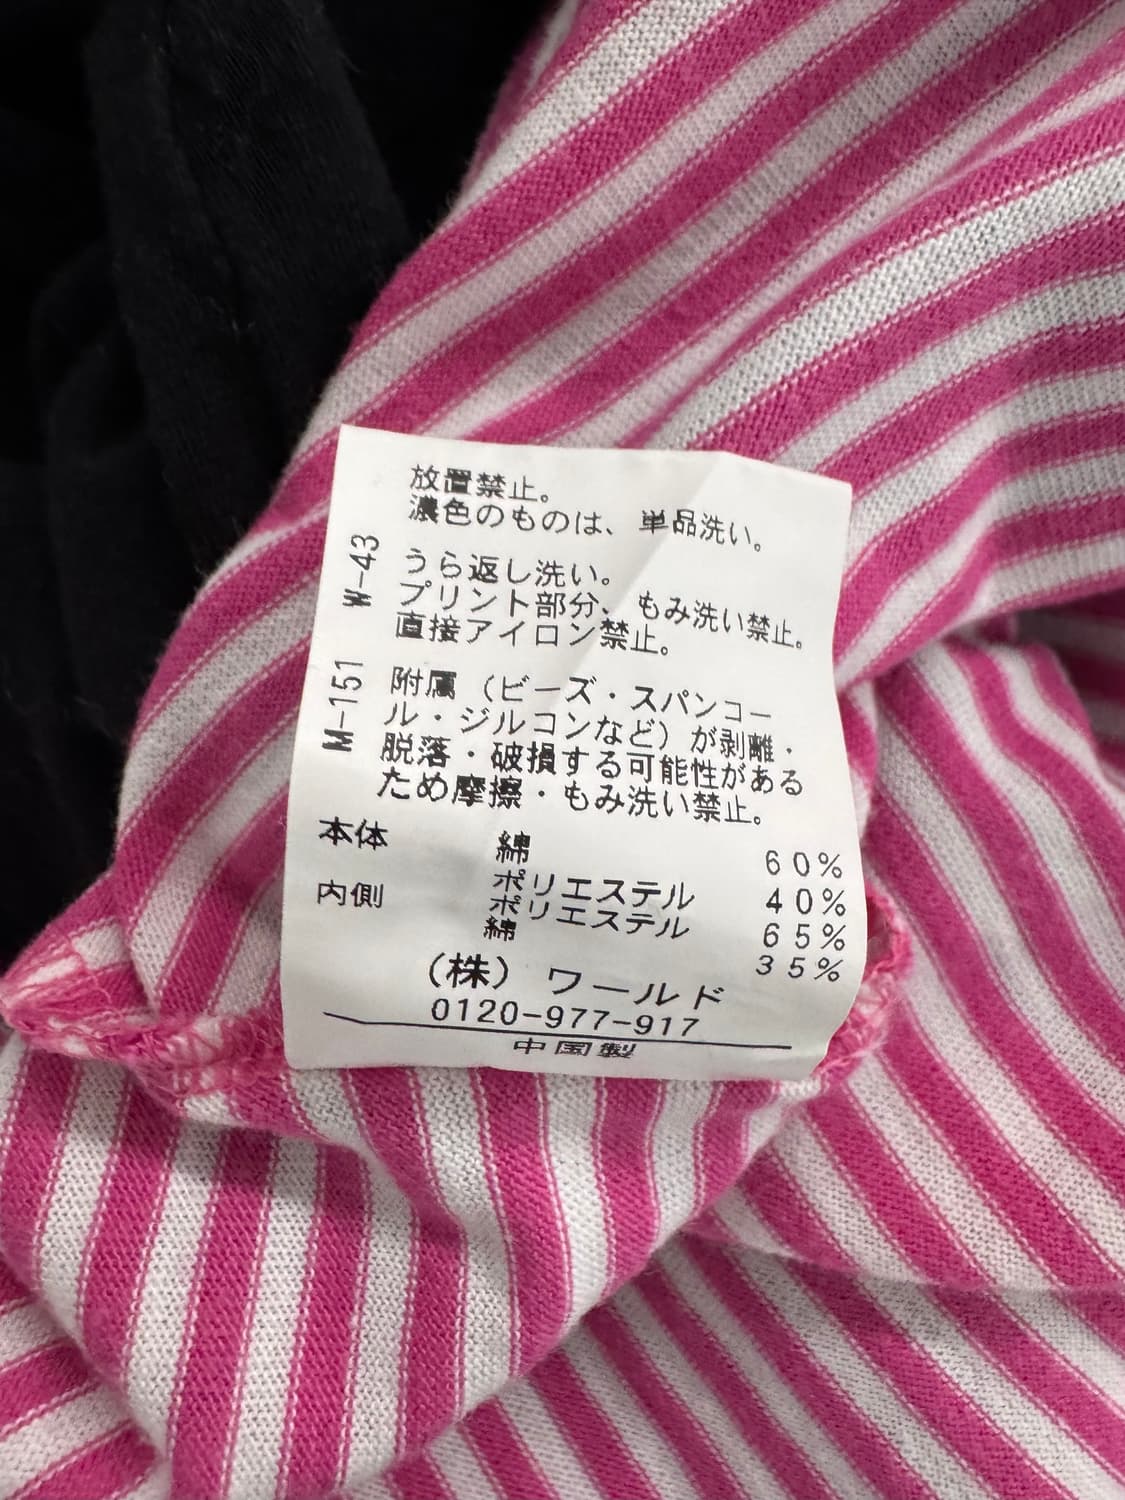 放置禁止。
濃色のものは、単品洗い。
W-43
うら返し洗い。
プリント部分、もみ洗い禁止。
直接アイロン禁止。
M-151
附属（ビーズ・スパンコー
ル・ジルコンなど）が剥離・
脱落・破損する可能性がある
ため摩擦・もみ洗い禁止。
本体 綿 60%
ポリエステル 40%
内側 ポリエステル 65%
綿 35%
（株）ワールド
0120-977-917
中国製